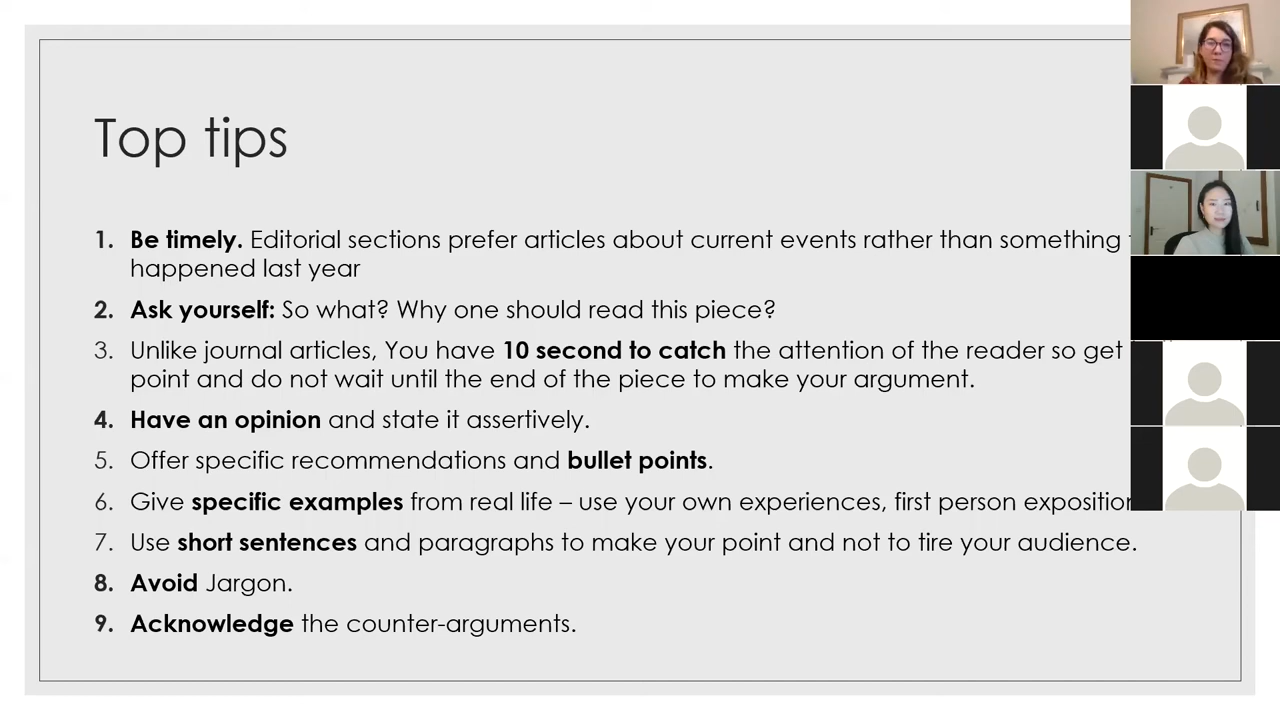 Top tips
1. Be timely. Editorial sections prefer articles about current events rather than something
happened last year
2. Ask yourself: So what? Why one should read this piece?
3. Unlike journal articles, You have 10 second to catch the attention of the reader so get
point and do not wait until the end of the piece to make your argument.
4. Have an opinion and state it assertively.
5. Offer specific recommendations and bullet points.
6. Give specific examples from real life – use your own experiences, first person exposition
7. Use short sentences and paragraphs to make your point and not to tire your audience.
8. Avoid Jargon.
9. Acknowledge the counter-arguments.